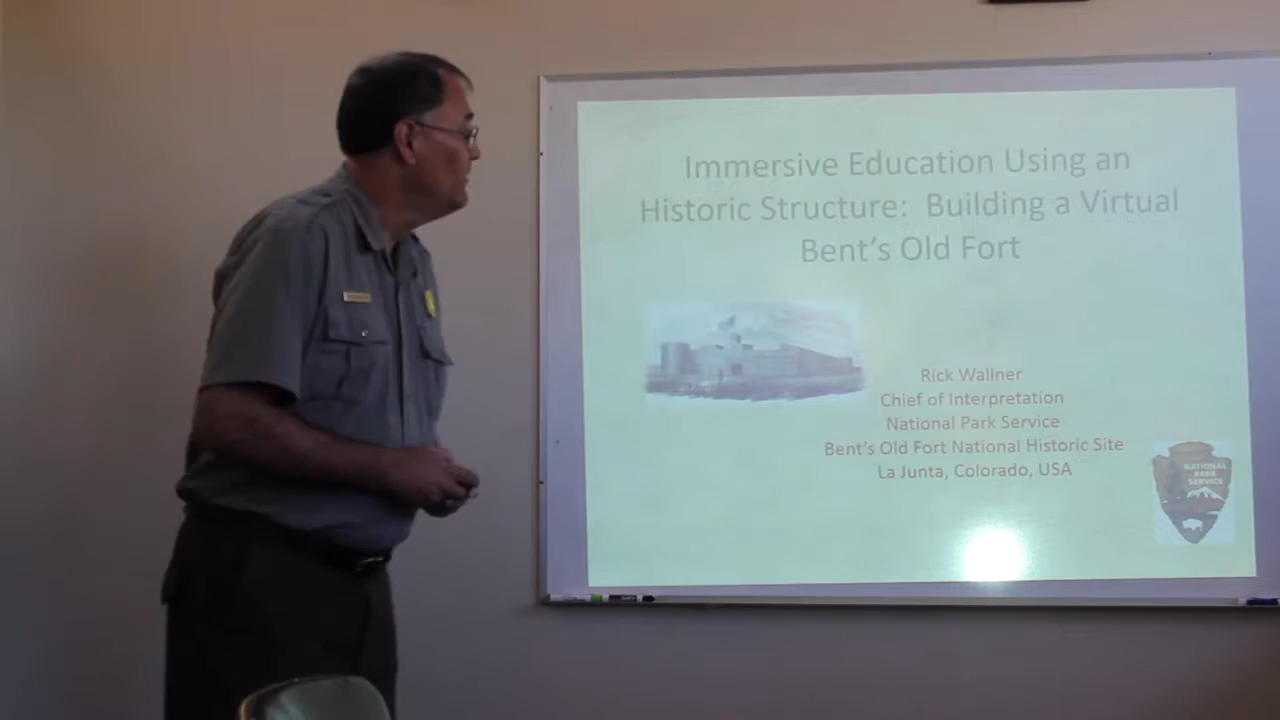 Immersive Education Using an
Historic Structure: Building a Virtual
Bent's Old Fort
Rick Wallner
Chief of Interpretation
National Park Service
Bent's Old Fort National Historic Site
La Junta, Colorado, USA
NATIONAL
PARK
SERVICE